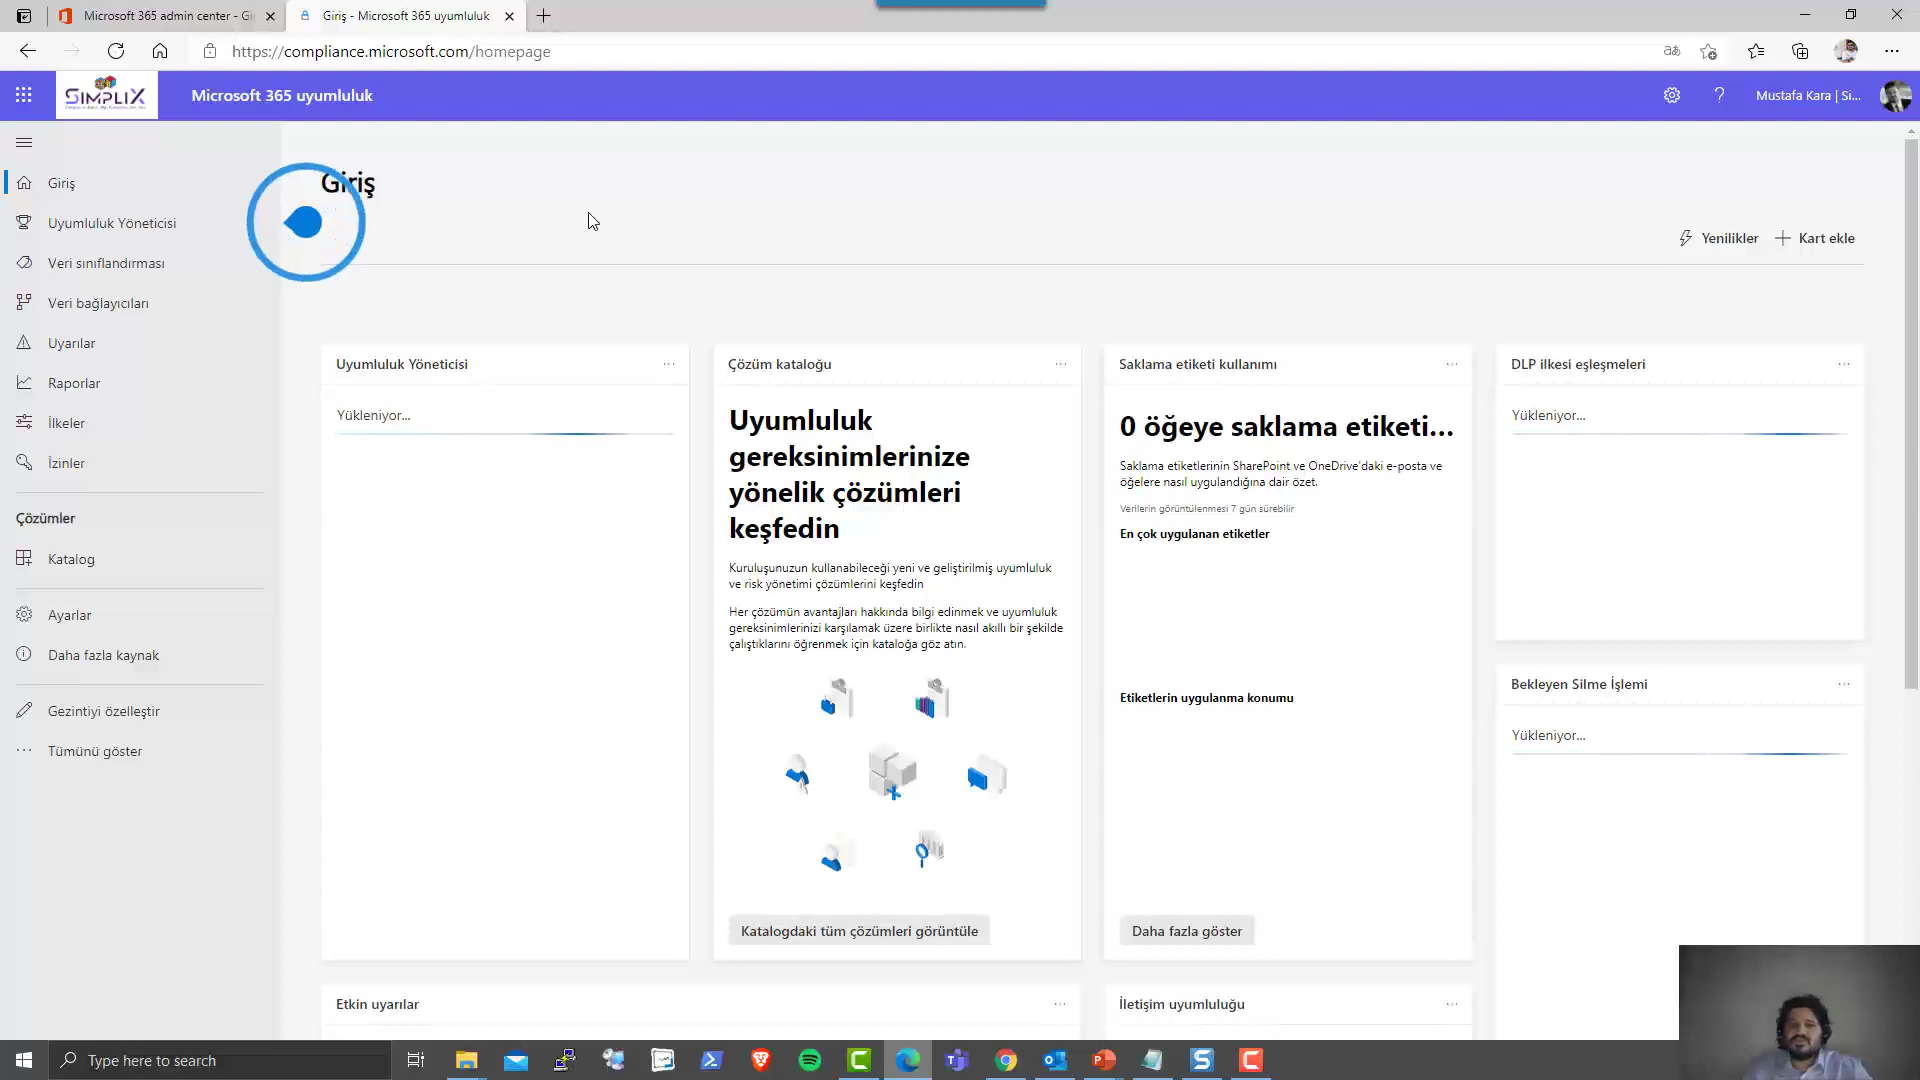 Microsoft 365 admin center - Gi
Giriş - Microsoft 365 uyumluluk
https://compliance.microsoft.com/homepage
SIMPLIX
Microsoft 365 uyumluluk
Mustafa Kara | Si...
Giriş
Uyumluluk Yöneticisi
Veri sınıflandırması
Veri bağlayıcıları
Uyarılar
Raporlar
İlkeler
İzinler
Çözümler
Katalog
Ayarlar
Daha fazla kaynak
Gezintiyi özelleştir
Tümünü göster
Giriş
Yenilikler
Kart ekle
Uyumluluk Yöneticisi
Yükleniyor...
Çözüm kataloğu
Uyumluluk
gereksinimlerinize
yönelik çözümleri
keşfedin
Kuruluşunuzun kullanabileceği yeni ve geliştirilmiş uyumluluk
ve risk yönetimi çözümlerini keşfedin
Her çözümün avantajları hakkında bilgi edinmek ve uyumluluk
gereksinimlerinizi karşılamak üzere birlikte nasıl akıllı bir şekilde
çalıştıklarını öğrenmek için kataloğa göz atın.
Katalogdaki tüm çözümleri görüntüle
Saklama etiketi kullanımı
0 öğeye saklama etiketi...
Saklama etiketlerinin SharePoint ve OneDrive'daki e-posta ve
öğelere nasıl uygulandığına dair özet.
Verilerin görüntülenmesi 7 gün sürebilir
En çok uygulanan etiketler
Etiketlerin uygulanma konumu
Daha fazla göster
DLP ilkesi eşleşmeleri
Yükleniyor...
Bekleyen Silme İşlemi
Yükleniyor...
Etkin uyarılar
İletişim uyumluluğu
Type here to search